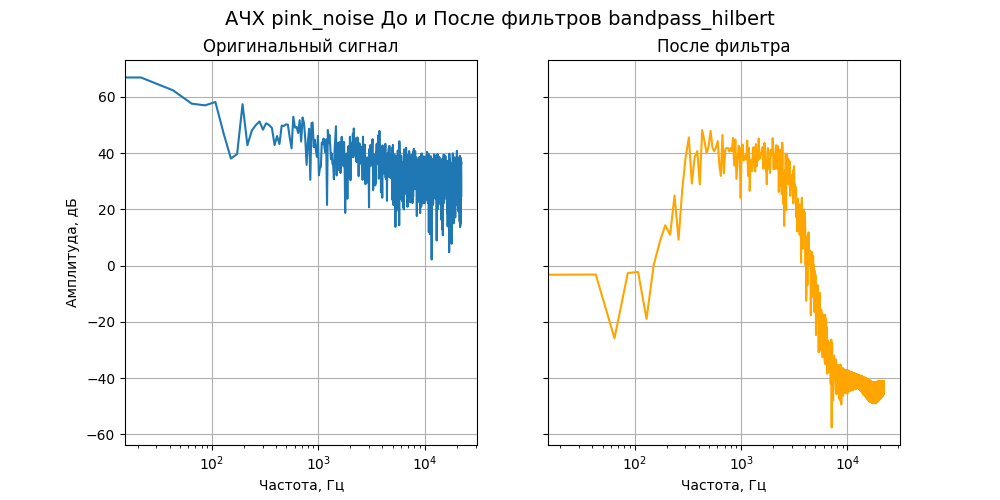 АЧХ pink_noise До и После фильтров bandpass_hilbert
Оригинальный сигнал
После фильтра
60
40
20
0
−20
−40
−60
Амплитуда, дБ
10²
10³
10⁴
10²
10³
10⁴
Частота, Гц
Частота, Гц